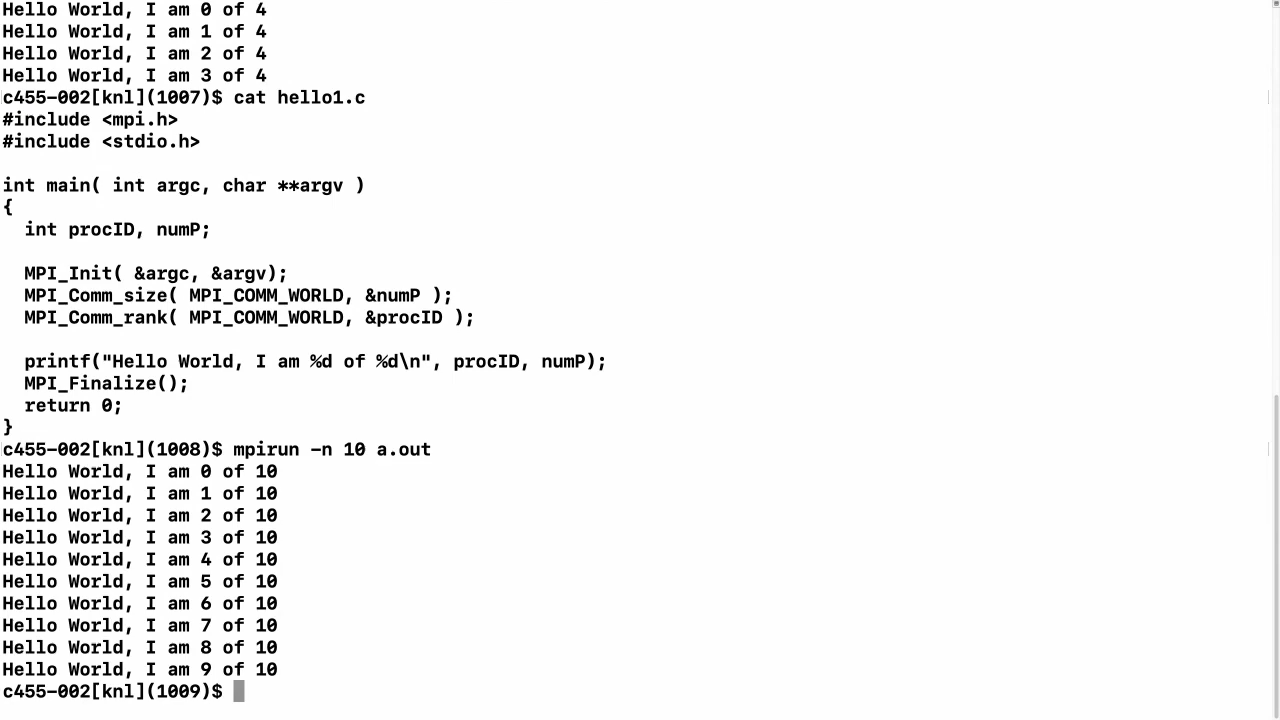 Hello World, I am 0 of 4
Hello World, I am 1 of 4
Hello World, I am 2 of 4
Hello World, I am 3 of 4
c455-002[knl](1007)$ cat hello1.c
#include <mpi.h>
#include <stdio.h>

int main( int argc, char **argv )
{
  int procID, numP;

  MPI_Init( &argc, &argv);
  MPI_Comm_size( MPI_COMM_WORLD, &numP );
  MPI_Comm_rank( MPI_COMM_WORLD, &procID );

  printf("Hello World, I am %d of %d\n", procID, numP);
  MPI_Finalize();
  return 0;
}
c455-002[knl](1008)$ mpirun -n 10 a.out
Hello World, I am 0 of 10
Hello World, I am 1 of 10
Hello World, I am 2 of 10
Hello World, I am 3 of 10
Hello World, I am 4 of 10
Hello World, I am 5 of 10
Hello World, I am 6 of 10
Hello World, I am 7 of 10
Hello World, I am 8 of 10
Hello World, I am 9 of 10
c455-002[knl](1009)$